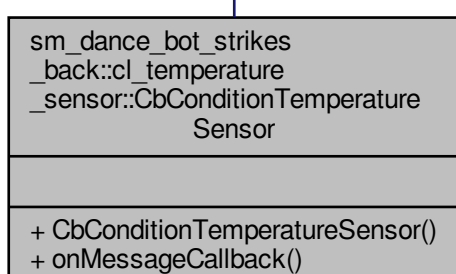 sm_dance_bot_strikes
_back::cl_temperature
_sensor::CbConditionTemperature
Sensor
+ CbConditionTemperatureSensor()
+ onMessageCallback()